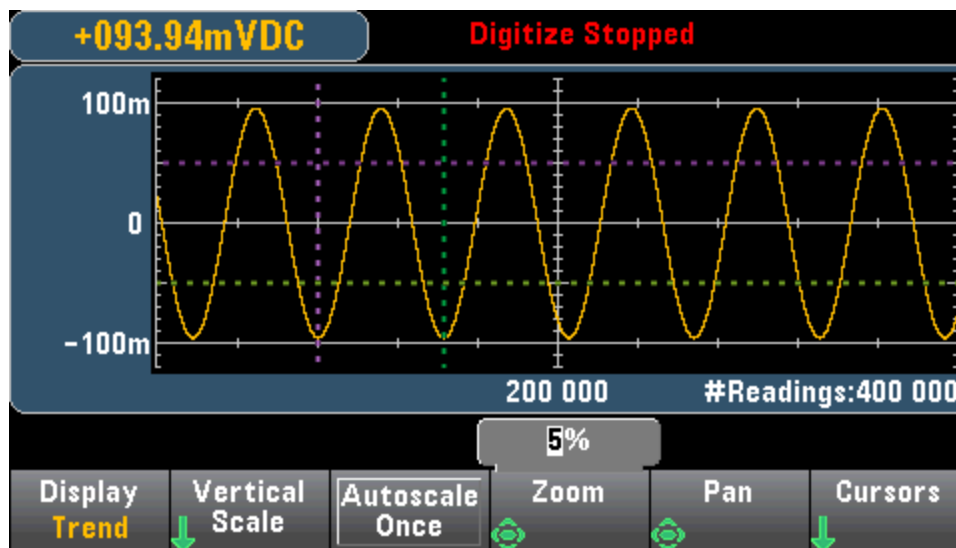 +093.94mVDC
Digitize Stopped
100m
0
-100m
200 000
#Readings:400 000
5%
Display
Trend
Vertical
Scale
Autoscale
Once
Zoom
Pan
Cursors